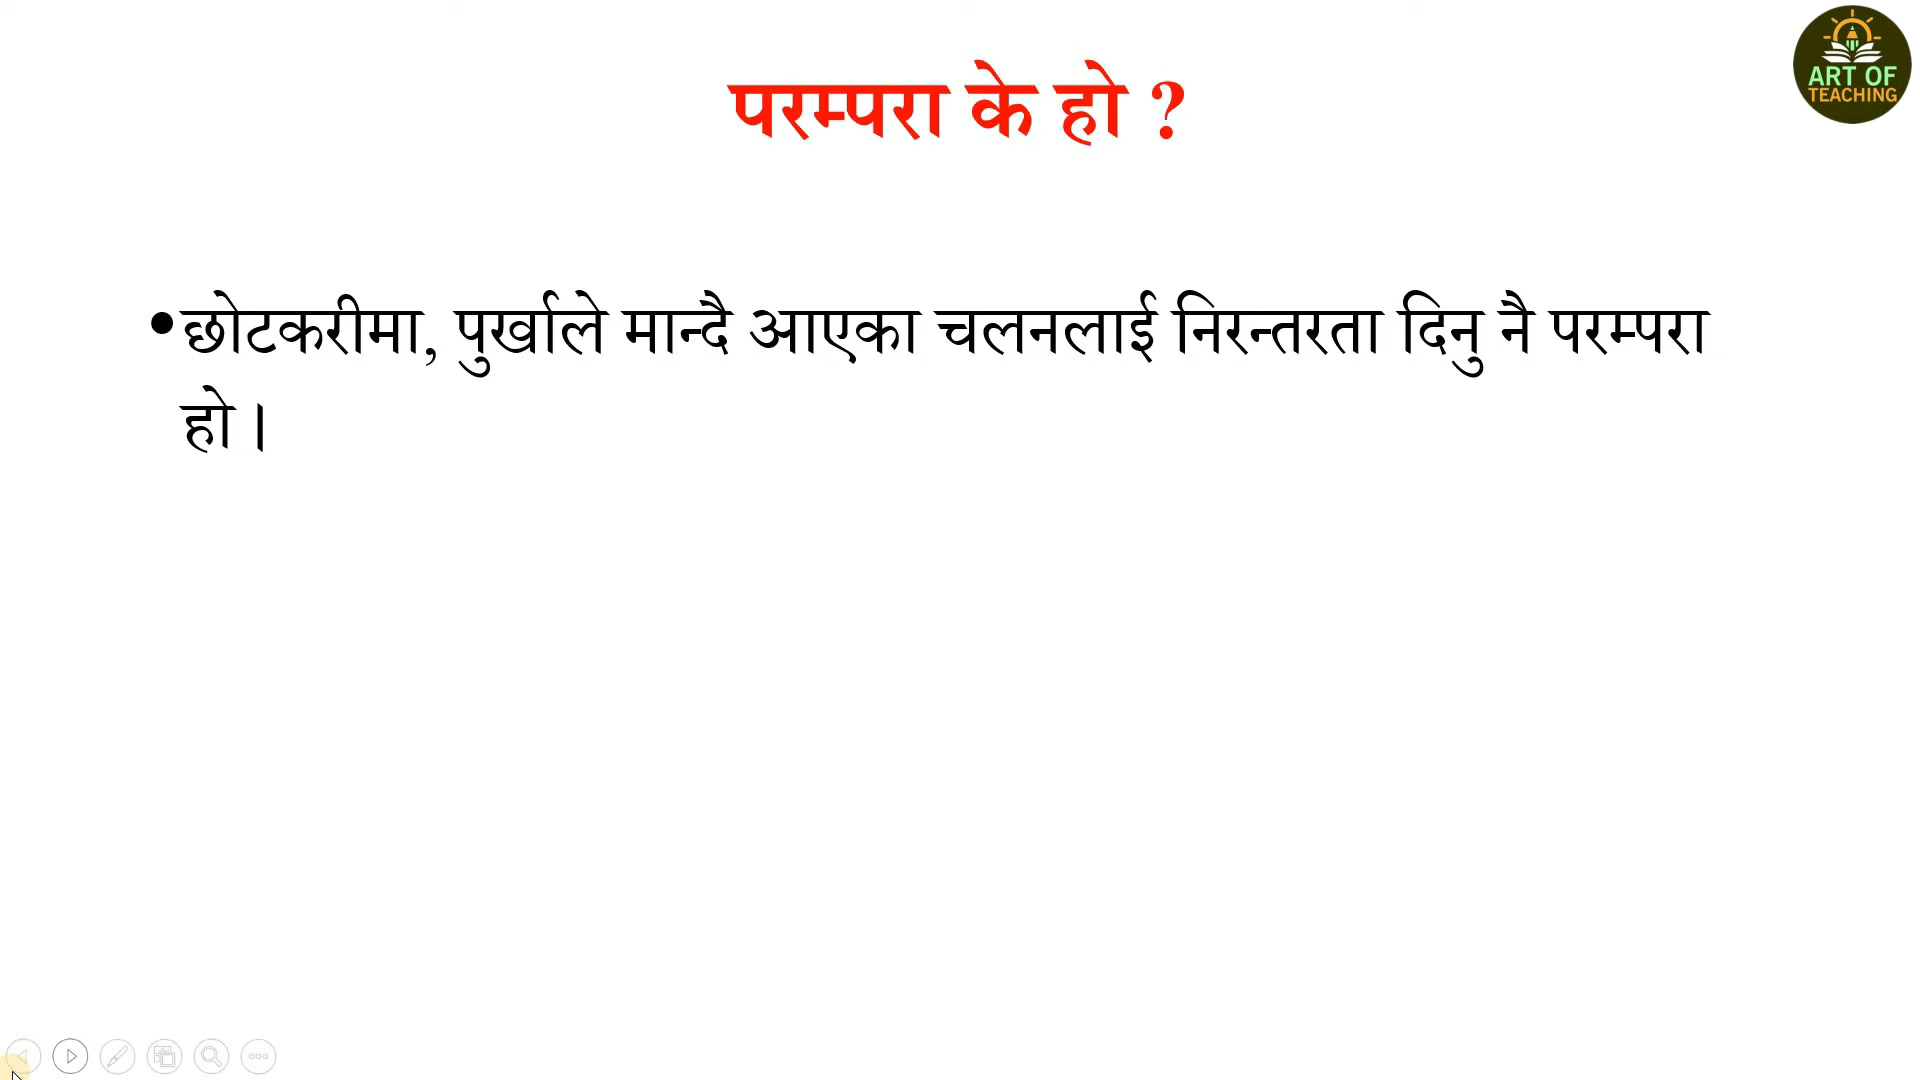 परम्परा के हो ?
ART OF
TEACHING
•छोटकरीमा, पुर्खाले मान्दै आएका चलनलाई निरन्तरता दिनु नै परम्परा
हो ।